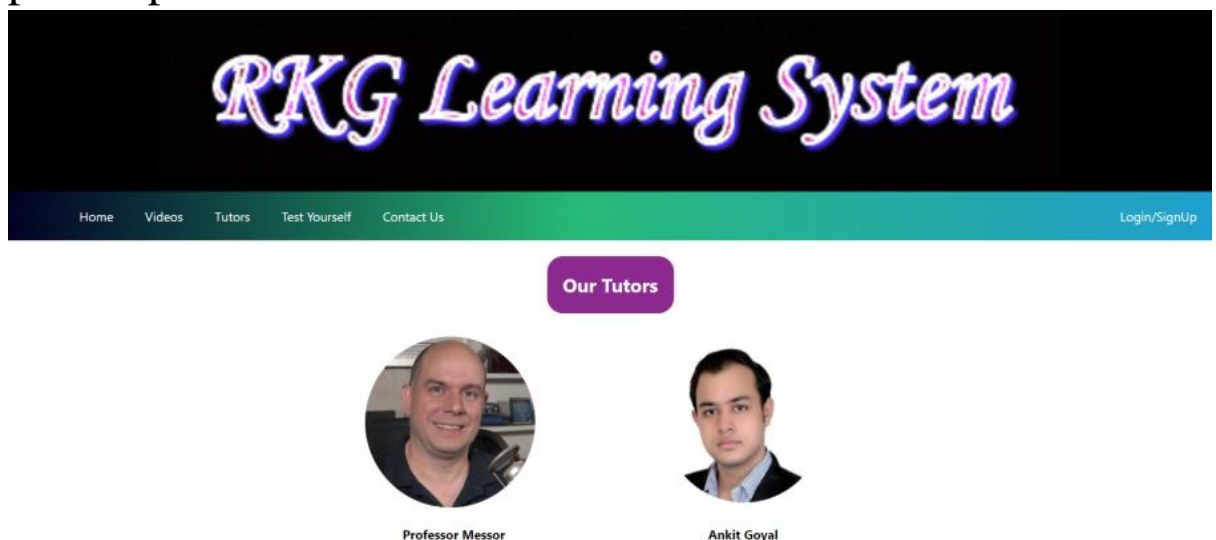 RKG Learning System
Home Videos Tutors Test Yourself Contact Us Login/SignUp
Our Tutors
Professor Messor Ankit Goyal